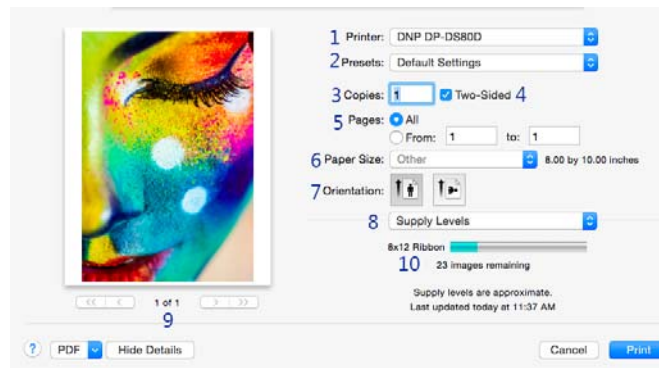 1 Printer: DNP DP-DS80D
2 Presets: Default Settings
3 Copies: 1 Two-Sided 4
5 Pages: All
From: 1 to: 1
6 Paper Size: Other 8.00 by 10.00 inches
7 Orientation:
8 Supply Levels
8x12 Ribbon
10 23 images remaining
<< < 1 of 1 > >>
9
Supply levels are approximate.
Last updated today at 11:37 AM
? PDF Hide Details Cancel Print